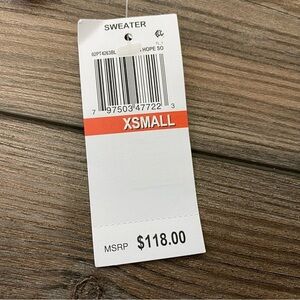 SWEATER
HOPE SO
7 97503 47722 3
XSMALL
MSRP $118.00